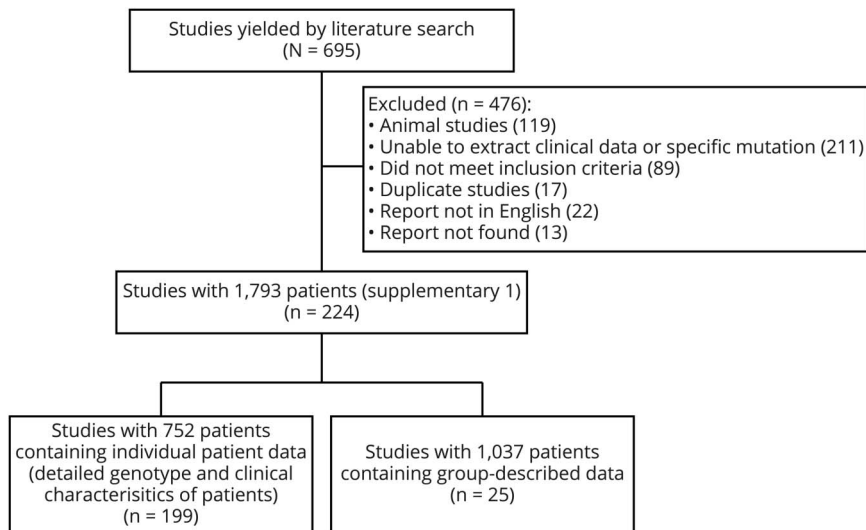 Studies yielded by literature search
(N = 695)
Excluded (n = 476):
• Animal studies (119)
• Unable to extract clinical data or specific mutation (211)
• Did not meet inclusion criteria (89)
• Duplicate studies (17)
• Report not in English (22)
• Report not found (13)
Studies with 1,793 patients (supplementary 1)
(n = 224)
Studies with 752 patients
containing individual patient data
(detailed genotype and clinical
characterisitics of patients)
(n = 199)
Studies with 1,037 patients
containing group-described data
(n = 25)